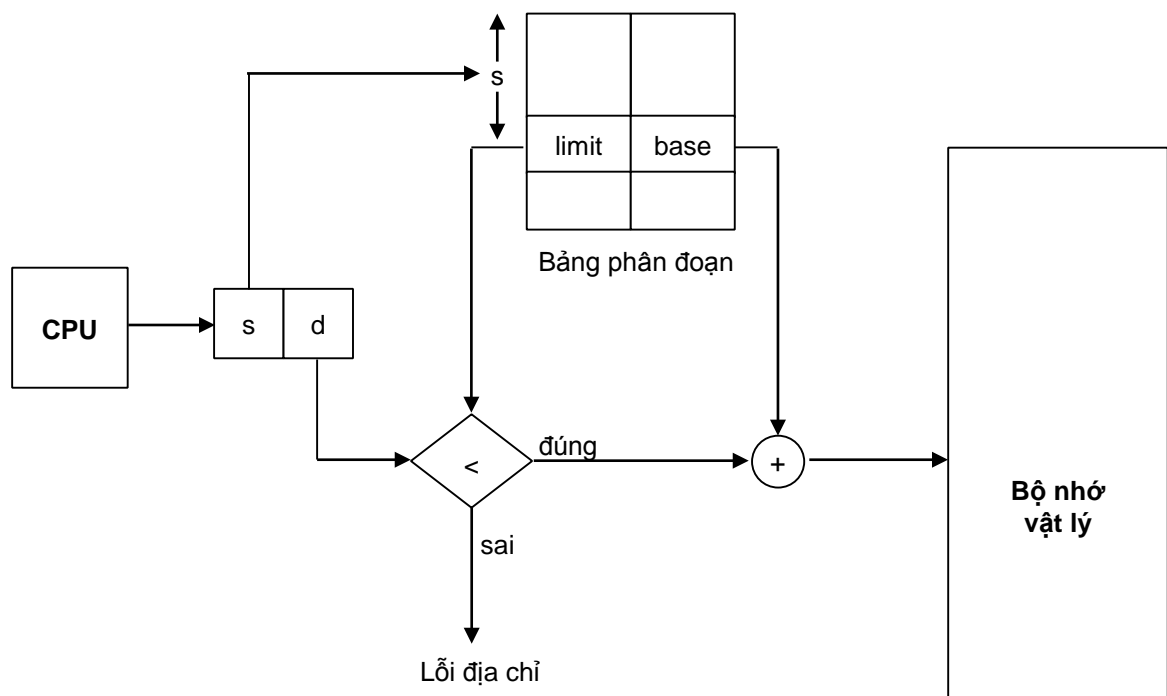 s
limit
base
Bảng phân đoạn
CPU
s
d
<
đúng
+
sai
Lỗi địa chỉ
Bộ nhớ
vật lý